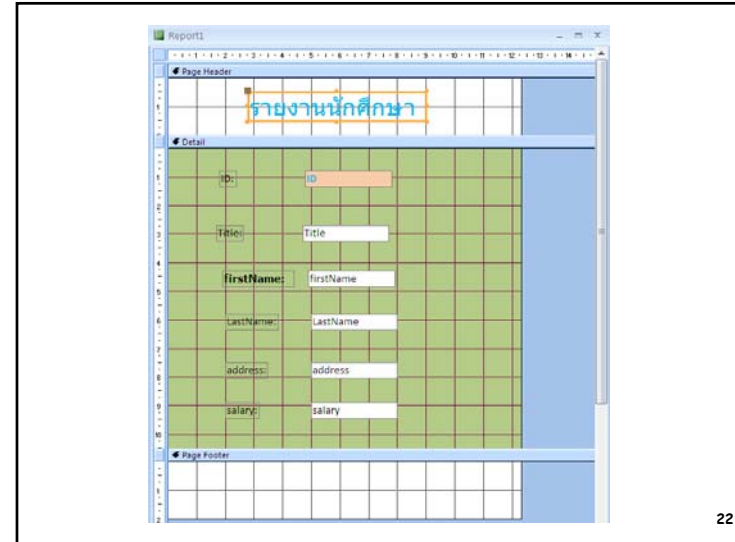 Report1
Page Header
รายงานนักศึกษา
Detail
ID: ID
Title: Title
firstName: firstName
LastName: LastName
address: address
salary: salary
Page Footer
22